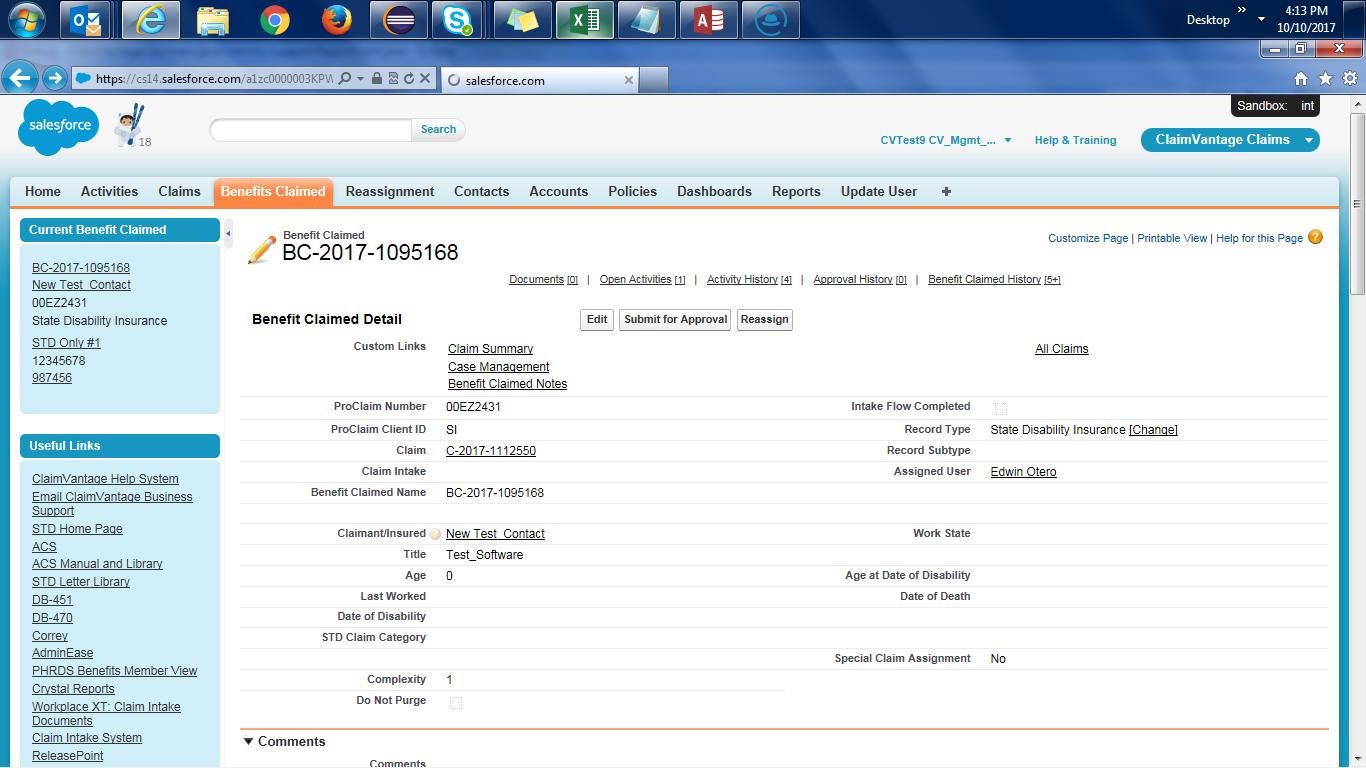 Desktop
4:13 PM
10/10/2017
https://cs14.salesforce.com/a1zc0000003KPV
salesforce.com
Sandbox: int
salesforce
18
Search
CVTest9 CV_Mgmt_...
Help & Training
ClaimVantage Claims
Home Activities Claims Benefits Claimed Reassignment Contacts Accounts Policies Dashboards Reports Update User +
Current Benefit Claimed
BC-2017-1095168
New Test_Contact
00EZ2431
State Disability Insurance
STD Only #1
12345678
987456
Useful Links
ClaimVantage Help System
Email ClaimVantage Business
Support
STD Home Page
ACS
ACS Manual and Library
STD Letter Library
DB-451
DB-470
Correy
AdminEase
PHRDS Benefits Member View
Crystal Reports
Workplace XT: Claim Intake
Documents
Claim Intake System
ReleasePoint
Benefit Claimed
BC-2017-1095168
Customize Page | Printable View | Help for this Page ?
Documents [0] | Open Activities [1] | Activity History [4] | Approval History [0] | Benefit Claimed History [5+]
Benefit Claimed Detail
Edit Submit for Approval Reassign
Custom Links Claim Summary All Claims
Case Management
Benefit Claimed Notes
ProClaim Number 00EZ2431 Intake Flow Completed
ProClaim Client ID SI Record Type State Disability Insurance [Change]
Claim C-2017-1112550 Record Subtype
Claim Intake Assigned User Edwin Otero
Benefit Claimed Name BC-2017-1095168
Claimant/Insured New Test_Contact Work State
Title Test_Software
Age 0 Age at Date of Disability
Last Worked Date of Death
Date of Disability
STD Claim Category
Special Claim Assignment No
Complexity 1
Do Not Purge
Comments
Comments